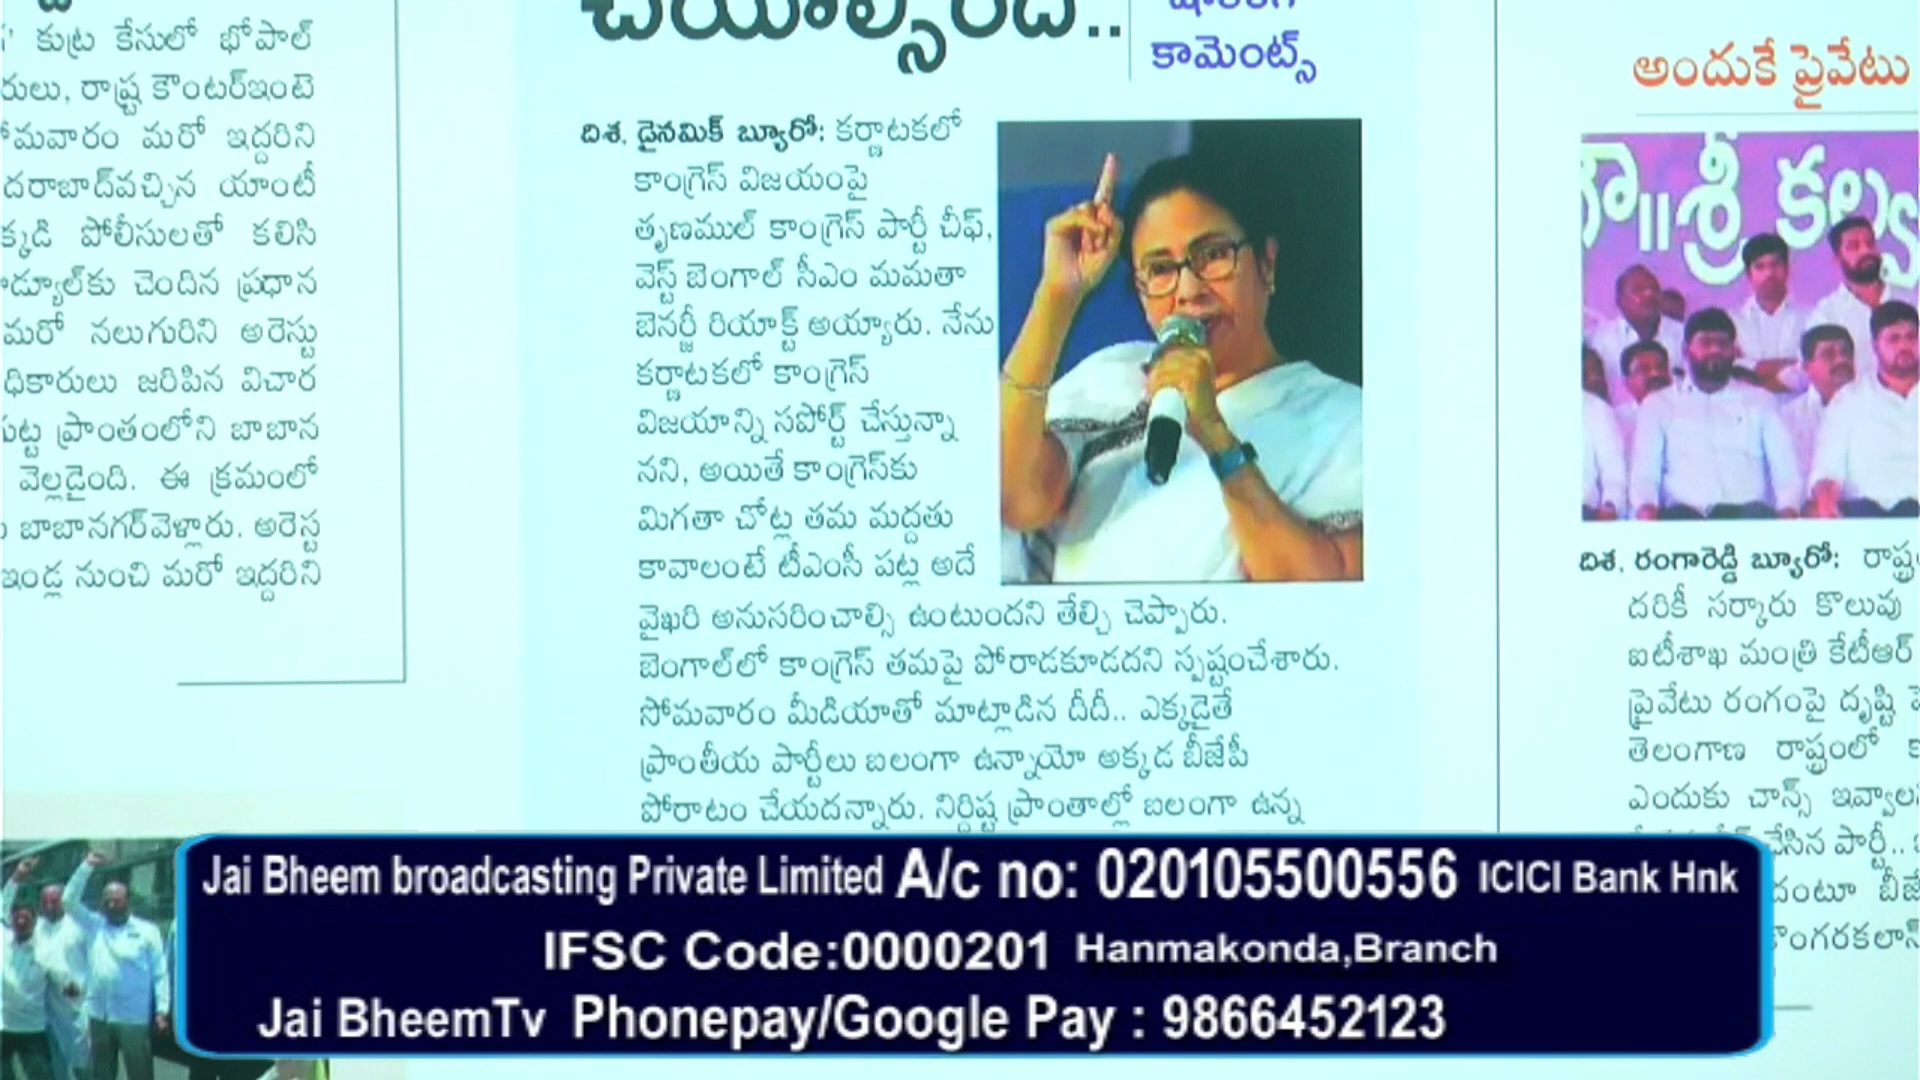 కుట్ర కేసులో భోపాల్
రులు, రాష్ట్ర కౌంటర్ఇంటె
మవారం మరో ఇద్దరిని
దరాబాద్‌వచ్చిన యాంటీ
క్కడి పోలీసులతో కలిసి
డ్యూల్‌కు చెందిన ప్రధాన
మరో నలుగురిని అరెస్టు
ధికారులు జరిపిన విచార
పుట్ట ప్రాంతంలోని బాబాన
వెల్లడైంది. ఈ క్రమంలో
బాబానగర్‌వెళ్లారు. అరెస్ట
ఇండ్ల నుంచి మరో ఇద్దరిని
చేయాల్సిందే..
కామెంట్స్
దిశ, డైనమిక్ బ్యూరో: కర్ణాటకలో
కాంగ్రెస్ విజయంపై
తృణముల్ కాంగ్రెస్ పార్టీ చీఫ్,
వెస్ట్ బెంగాల్ సీఎం మమతా
బెనర్జీ రియాక్ట్ అయ్యారు. నేను
కర్ణాటకలో కాంగ్రెస్
విజయాన్ని సపోర్ట్ చేస్తున్నా
నని, అయితే కాంగ్రెస్‌కు
మిగతా చోట్ల తమ మద్దతు
కావాలంటే టీఎంసీ పట్ల అదే
వైఖరి అనుసరించాల్సి ఉంటుందని తేల్చి చెప్పారు.
బెంగాల్‌లో కాంగ్రెస్ తమపై పోరాడకూడదని స్పష్టంచేశారు.
సోమవారం మీడియాతో మాట్లాడిన దీదీ.. ఎక్కడైతే
ప్రాంతీయ పార్టీలు బలంగా ఉన్నాయో అక్కడ బీజేపీ
పోరాటం చేయదన్నారు. నిర్దిష్ట ప్రాంతాల్లో బలంగా ఉన్న
అందుకే ప్రైవేటు
శ్రీ కల్వ
దిశ, రంగారెడ్డి బ్యూరో: రాష్ట్ర
దరికీ సర్కారు కొలువు
ఐటీశాఖ మంత్రి కేటీఆర్
ప్రైవేటు రంగంపై దృష్టి
తెలంగాణ రాష్ట్రంలో
ఎందుకు చాన్స్ ఇవ్వాల
చేసిన పార్టీ..
దంటూ బీజే
ంగరకలాన్
Jai Bheem broadcasting Private Limited A/c no: 020105500556 ICICI Bank Hnk
IFSC Code:0000201 Hanmakonda,Branch
Jai BheemTv Phonepay/Google Pay : 9866452123